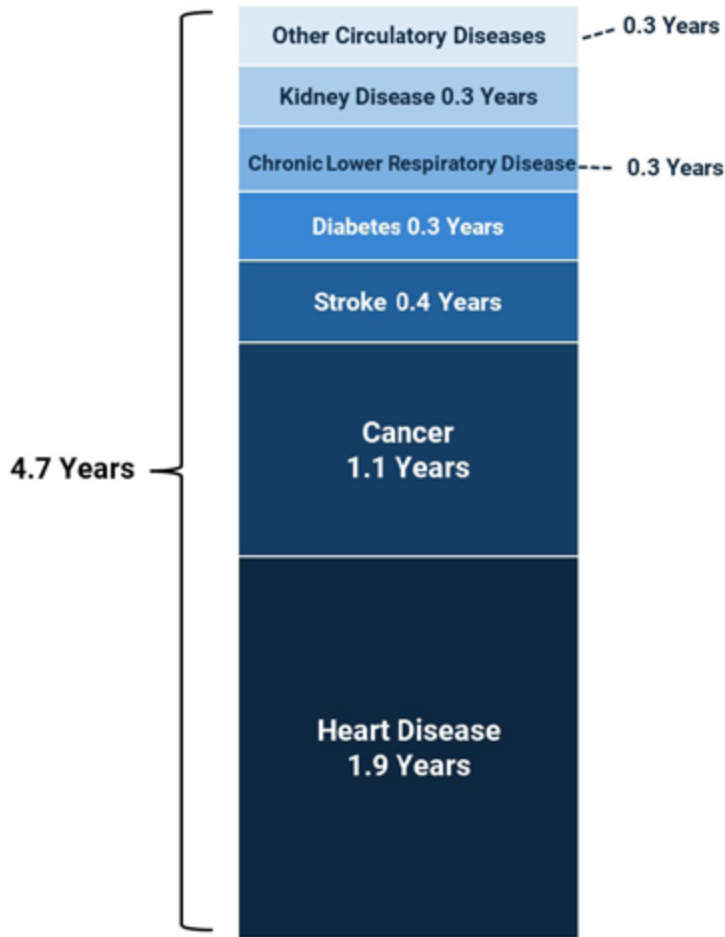 Other Circulatory Diseases
0.3 Years
Kidney Disease 0.3 Years
Chronic Lower Respiratory Disease
0.3 Years
Diabetes 0.3 Years
Stroke 0.4 Years
Cancer
1.1 Years
4.7 Years
Heart Disease
1.9 Years